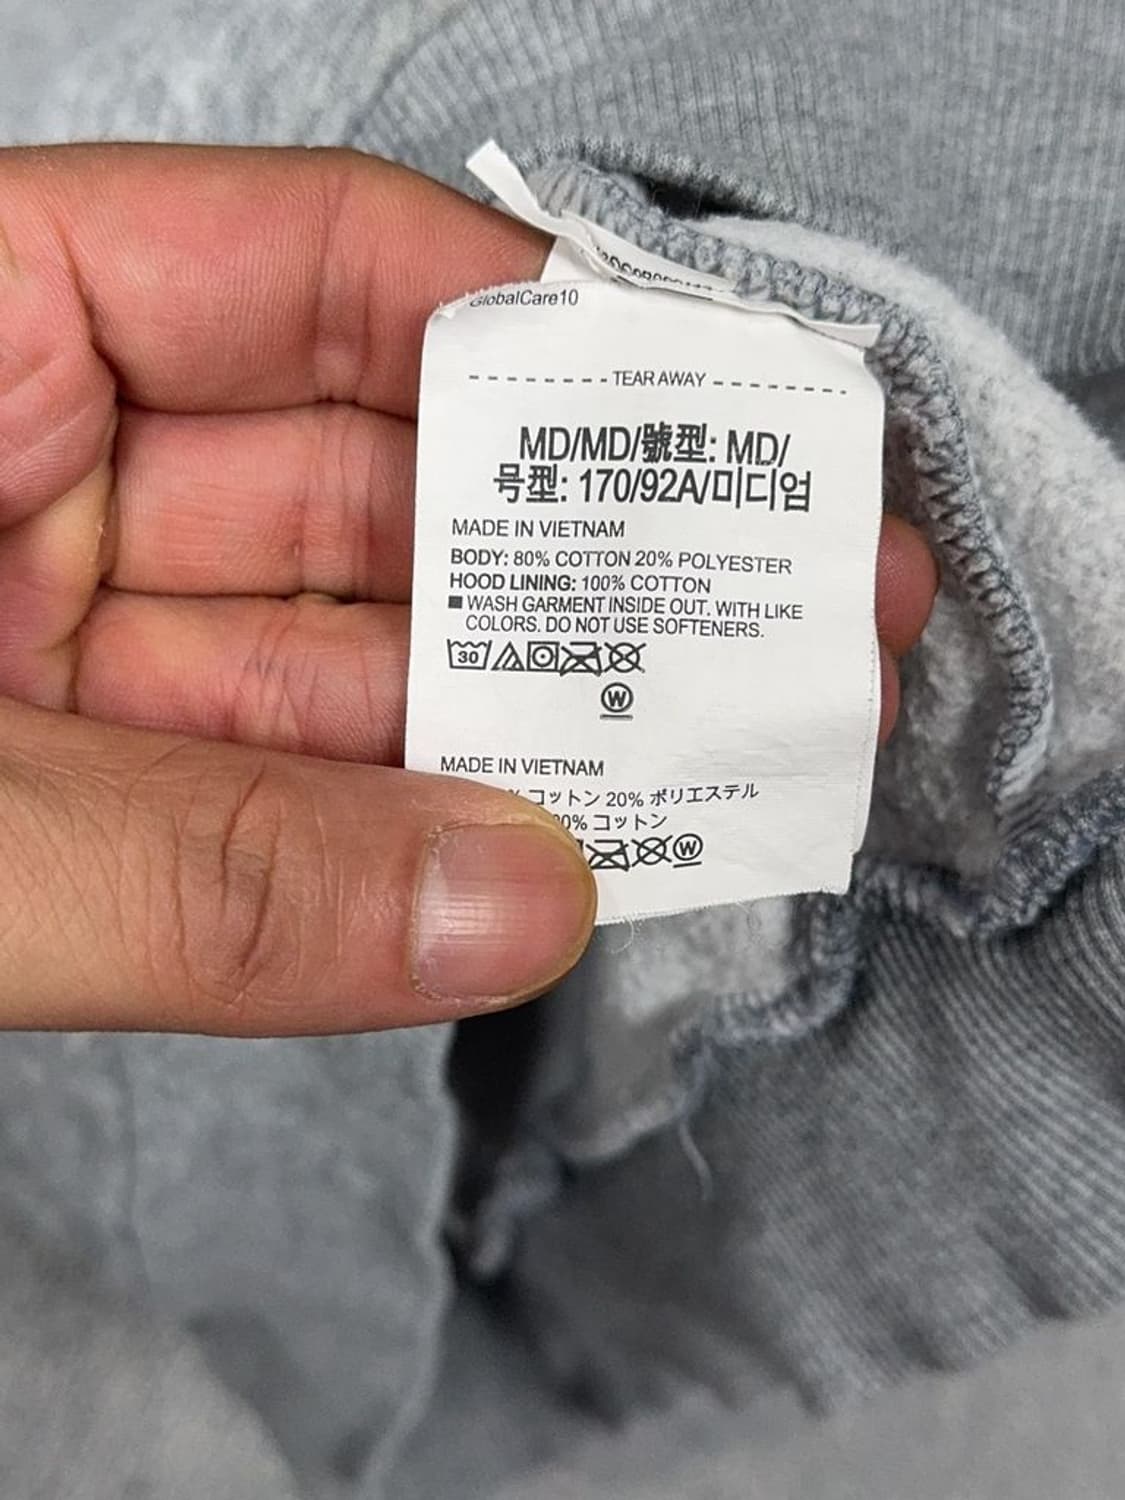 GlobalCare10
TEAR AWAY
MD/MD/號型: MD/
号型: 170/92A/미디엄
MADE IN VIETNAM
BODY: 80% COTTON 20% POLYESTER
HOOD LINING: 100% COTTON
■ WASH GARMENT INSIDE OUT. WITH LIKE
COLORS. DO NOT USE SOFTENERS.
30
W
MADE IN VIETNAM
% コットン 20% ポリエステル
0% コットン
W